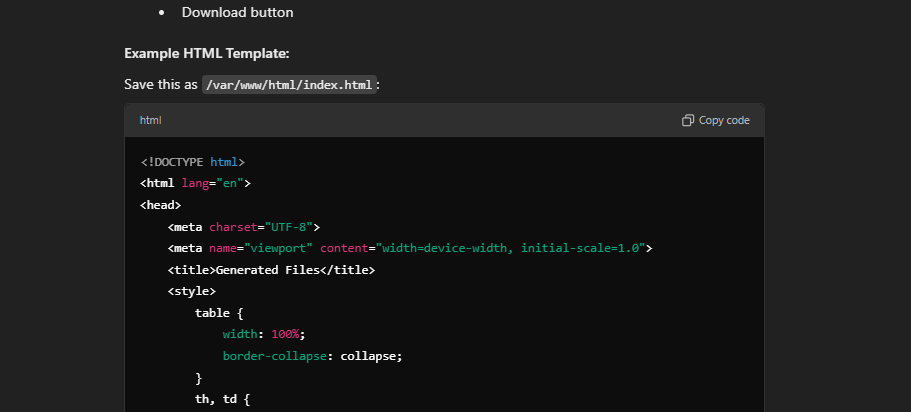 • Download button
Example HTML Template:
Save this as /var/www/html/index.html:
html Copy code
<!DOCTYPE html>
<html lang="en">
<head>
    <meta charset="UTF-8">
    <meta name="viewport" content="width=device-width, initial-scale=1.0">
    <title>Generated Files</title>
    <style>
        table {
            width: 100%;
            border-collapse: collapse;
        }
        th, td {